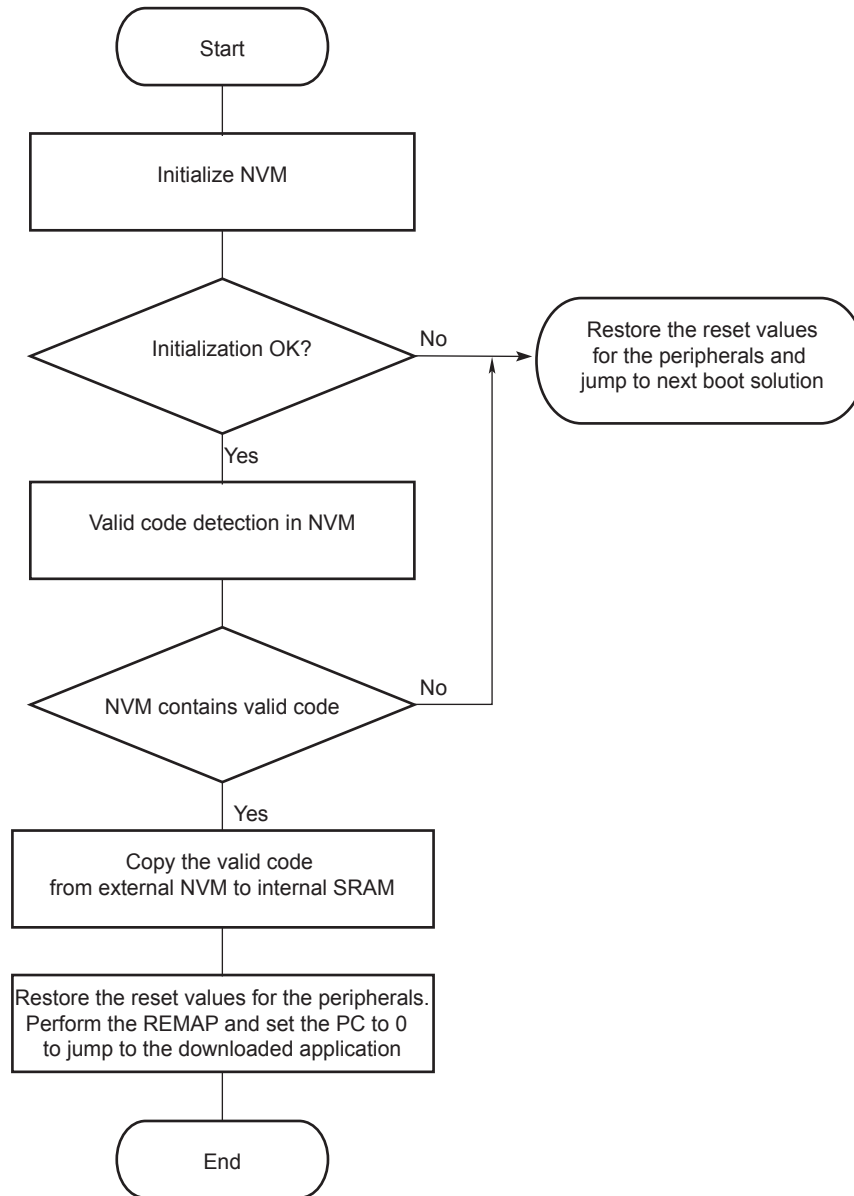 Start
Initialize NVM
Initialization OK?
No
Restore the reset values
for the peripherals and
jump to next boot solution
Yes
Valid code detection in NVM
NVM contains valid code
No
Yes
Copy the valid code
from external NVM to internal SRAM
Restore the reset values for the peripherals.
Perform the REMAP and set the PC to 0
to jump to the downloaded application
End